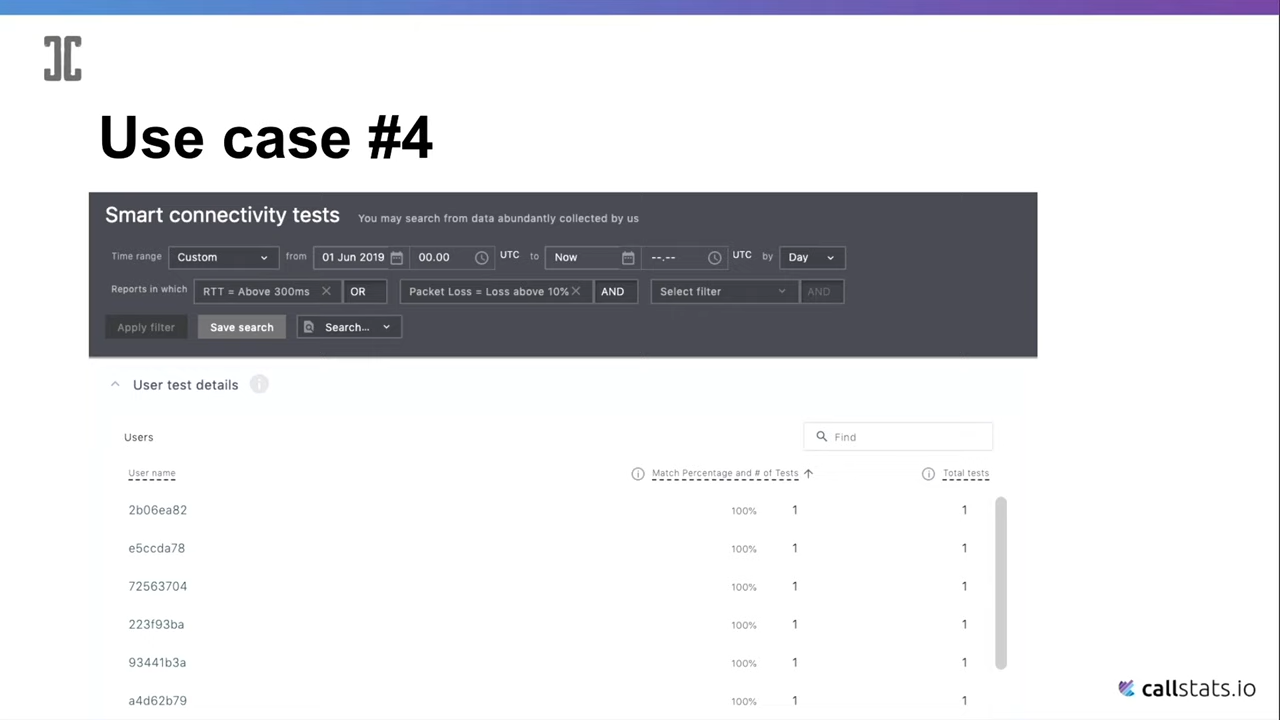 Use case #4
Smart connectivity tests You may search from data abundantly collected by us
Time range Custom from 01 Jun 2019 00.00 UTC to Now --.-- UTC by Day
Reports in which RTT = Above 300ms OR Packet Loss = Loss above 10% AND Select filter AND
Apply filter Save search Search...
User test details
Users Find
User name Match Percentage and # of Tests Total tests
2b06ea82 100% 1 1
e5ccda78 100% 1 1
72563704 100% 1 1
223f93ba 100% 1 1
93441b3a 100% 1 1
a4d62b79 100% 1 1
callstats.io